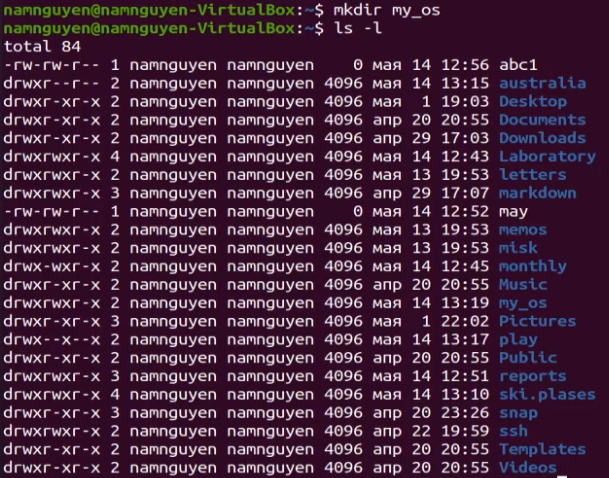 namnguyen@namnguyen-VirtualBox:~$ mkdir my_os
namnguyen@namnguyen-VirtualBox:~$ ls -l
total 84
-rw-rw-r-- 1 namnguyen namnguyen    0 мая 14 12:56 abc1
drwxr--r-- 2 namnguyen namnguyen 4096 мая 14 13:15 australia
drwxr-xr-x 2 namnguyen namnguyen 4096 мая  1 19:03 Desktop
drwxr-xr-x 2 namnguyen namnguyen 4096 апр 20 20:55 Documents
drwxr-xr-x 2 namnguyen namnguyen 4096 апр 29 17:03 Downloads
drwxrwxr-x 4 namnguyen namnguyen 4096 мая 14 12:43 Laboratory
drwxrwxr-x 2 namnguyen namnguyen 4096 мая 13 19:53 letters
drwxrwxr-x 3 namnguyen namnguyen 4096 апр 29 17:07 markdown
-rw-rw-r-- 1 namnguyen namnguyen    0 мая 14 12:52 may
drwxrwxr-x 2 namnguyen namnguyen 4096 мая 13 19:53 memos
drwxrwxr-x 2 namnguyen namnguyen 4096 мая 13 19:53 misk
drwx-wxr-x 2 namnguyen namnguyen 4096 мая 14 12:45 monthly
drwxr-xr-x 2 namnguyen namnguyen 4096 апр 20 20:55 Music
drwxrwxr-x 2 namnguyen namnguyen 4096 мая 14 13:19 my_os
drwxr-xr-x 3 namnguyen namnguyen 4096 мая  1 22:02 Pictures
drwx--x--x 2 namnguyen namnguyen 4096 мая 14 13:17 play
drwxr-xr-x 2 namnguyen namnguyen 4096 апр 20 20:55 Public
drwxrwxr-x 3 namnguyen namnguyen 4096 мая 14 12:51 reports
drwxrwxr-x 4 namnguyen namnguyen 4096 мая 14 13:10 ski.plases
drwxr-xr-x 3 namnguyen namnguyen 4096 апр 20 23:26 snap
drwxrwxr-x 2 namnguyen namnguyen 4096 апр 22 19:59 ssh
drwxr-xr-x 2 namnguyen namnguyen 4096 апр 20 20:55 Templates
drwxr-xr-x 2 namnguyen namnguyen 4096 апр 20 20:55 Videos